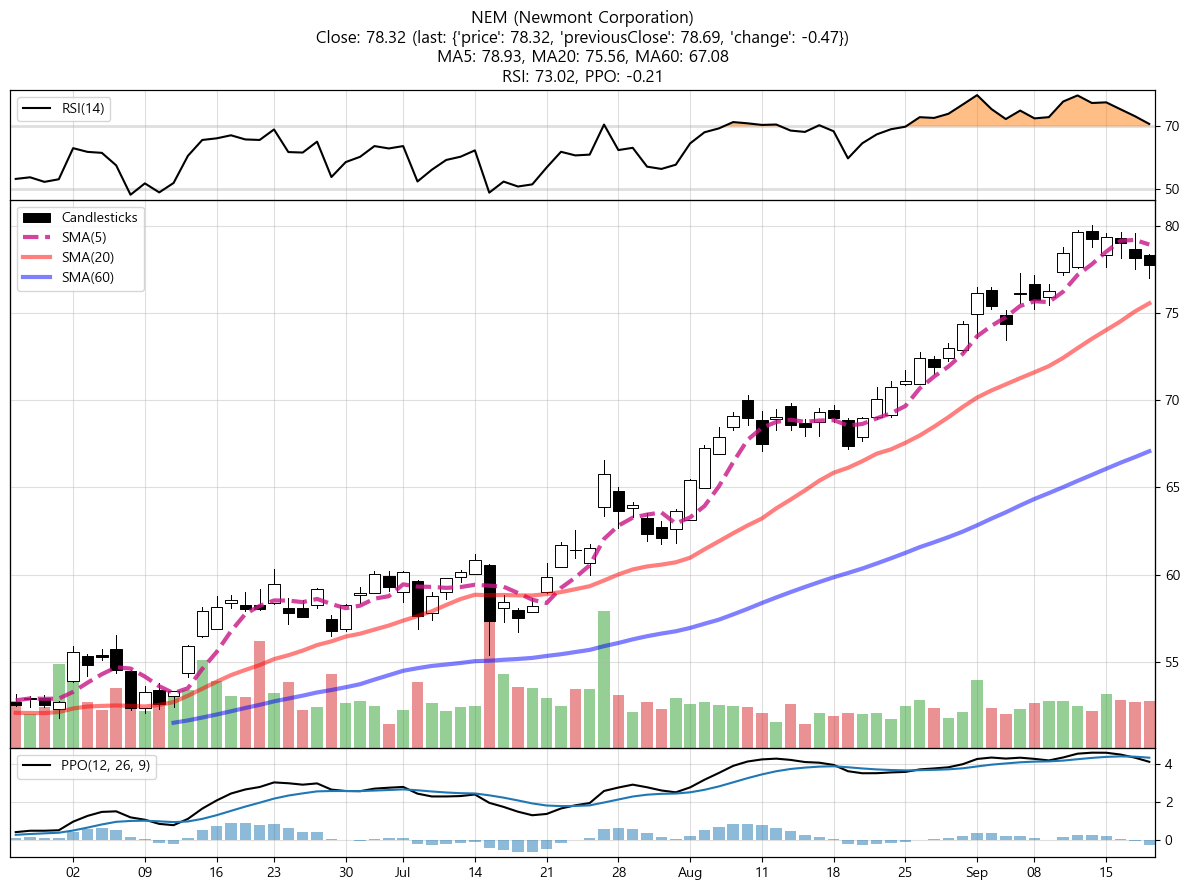 NEM (Newmont Corporation)
Close: 78.32 (last: {'price': 78.32, 'previousClose': 78.69, 'change': -0.47})
MA5: 78.93, MA20: 75.56, MA60: 67.08
RSI: 73.02, PPO: -0.21
RSI(14)
70
50
Candlesticks
SMA(5)
SMA(20)
SMA(60)
80
75
70
65
60
55
PPO(12, 26, 9)
4
2
0
02 09 16 23 30 Jul 14 21 28 Aug 11 18 25 Sep 08 15